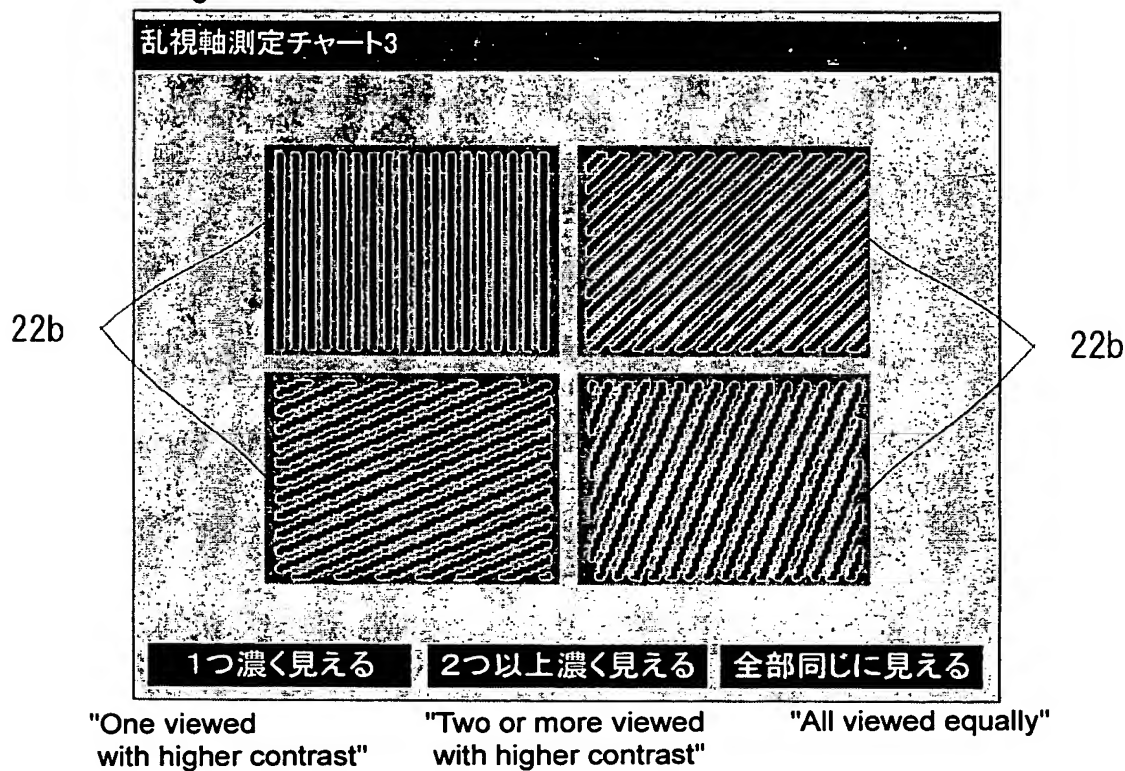 乱視軸測定チャート3
22b
22b
1つ濃く見える
2つ以上濃く見える
全部同じに見える
"One viewed
with higher contrast"
"Two or more viewed
with higher contrast"
"All viewed equally"